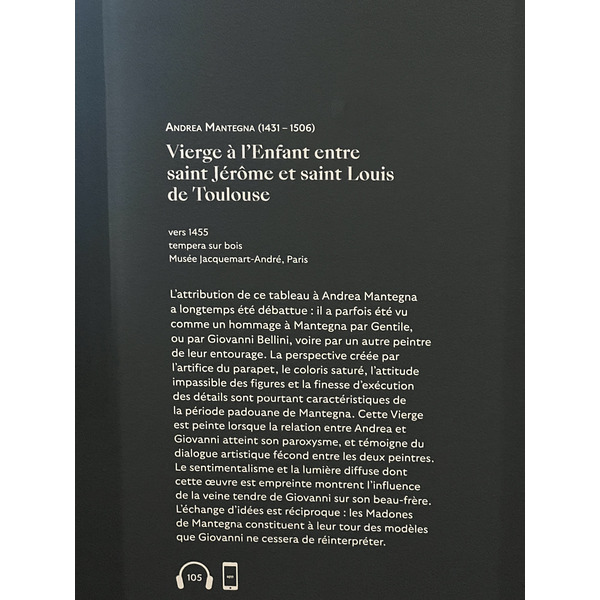 ANDREA MANTEGNA (1431 – 1506)
Vierge à l'Enfant entre
saint Jérôme et saint Louis
de Toulouse
vers 1455
tempera sur bois
Musée Jacquemart-André, Paris
L'attribution de ce tableau à Andrea Mantegna
a longtemps été débattue : il a parfois été vu
comme un hommage à Mantegna par Gentile,
ou par Giovanni Bellini, voire par un autre peintre
de leur entourage. La perspective créée par
l'artifice du parapet, le coloris saturé, l'attitude
impassible des figures et la finesse d'exécution
des détails sont pourtant caractéristiques de
la période padouane de Mantegna. Cette Vierge
est peinte lorsque la relation entre Andrea et
Giovanni atteint son paroxysme, et témoigne du
dialogue artistique fécond entre les deux peintres.
Le sentimentalisme et la lumière diffuse dont
cette œuvre est empreinte montrent l'influence
de la veine tendre de Giovanni sur son beau-frère.
L'échange d'idées est réciproque : les Madones
de Mantegna constituent à leur tour des modèles
que Giovanni ne cessera de réinterpréter.
105